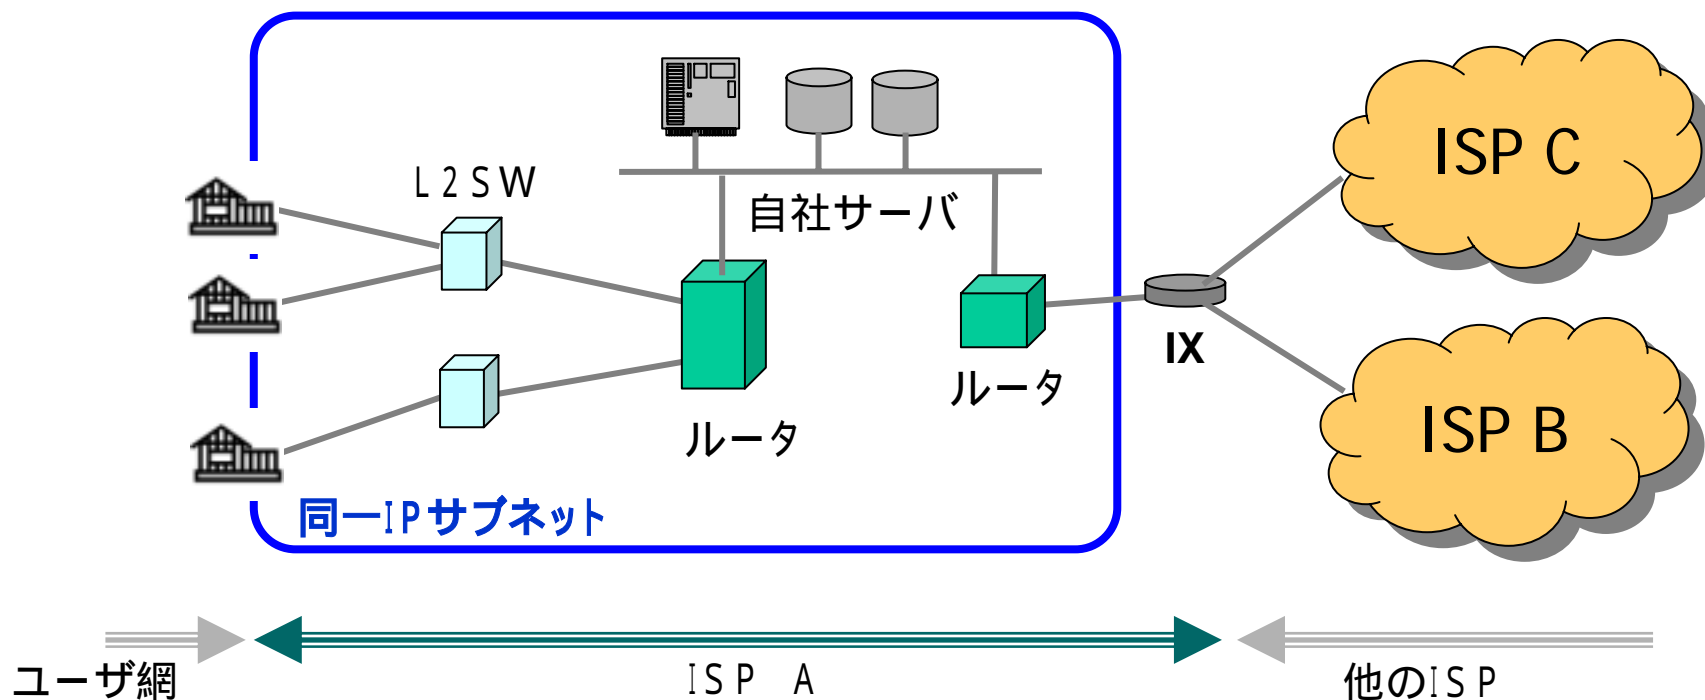 L2SW
自社サーバ
ISP C
IX
ルータ
ルータ
ISP B
同一IPサブネット
ユーザ網
ISP A
他のISP